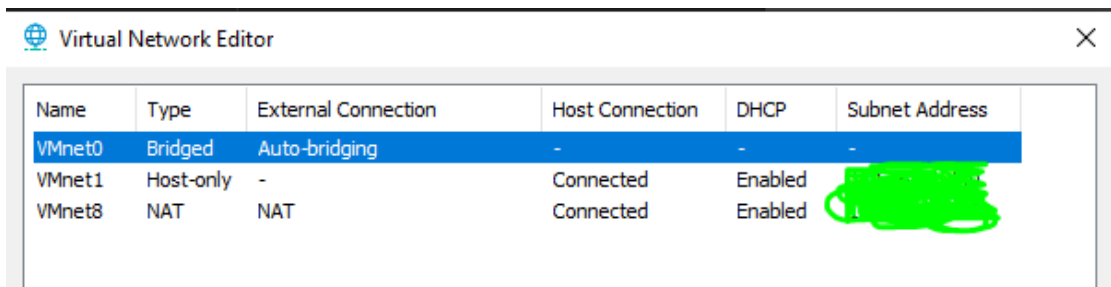 Virtual Network Editor
Name Type External Connection Host Connection DHCP Subnet Address
VMnet0 Bridged Auto-bridging - - -
VMnet1 Host-only - Connected Enabled
VMnet8 NAT NAT Connected Enabled